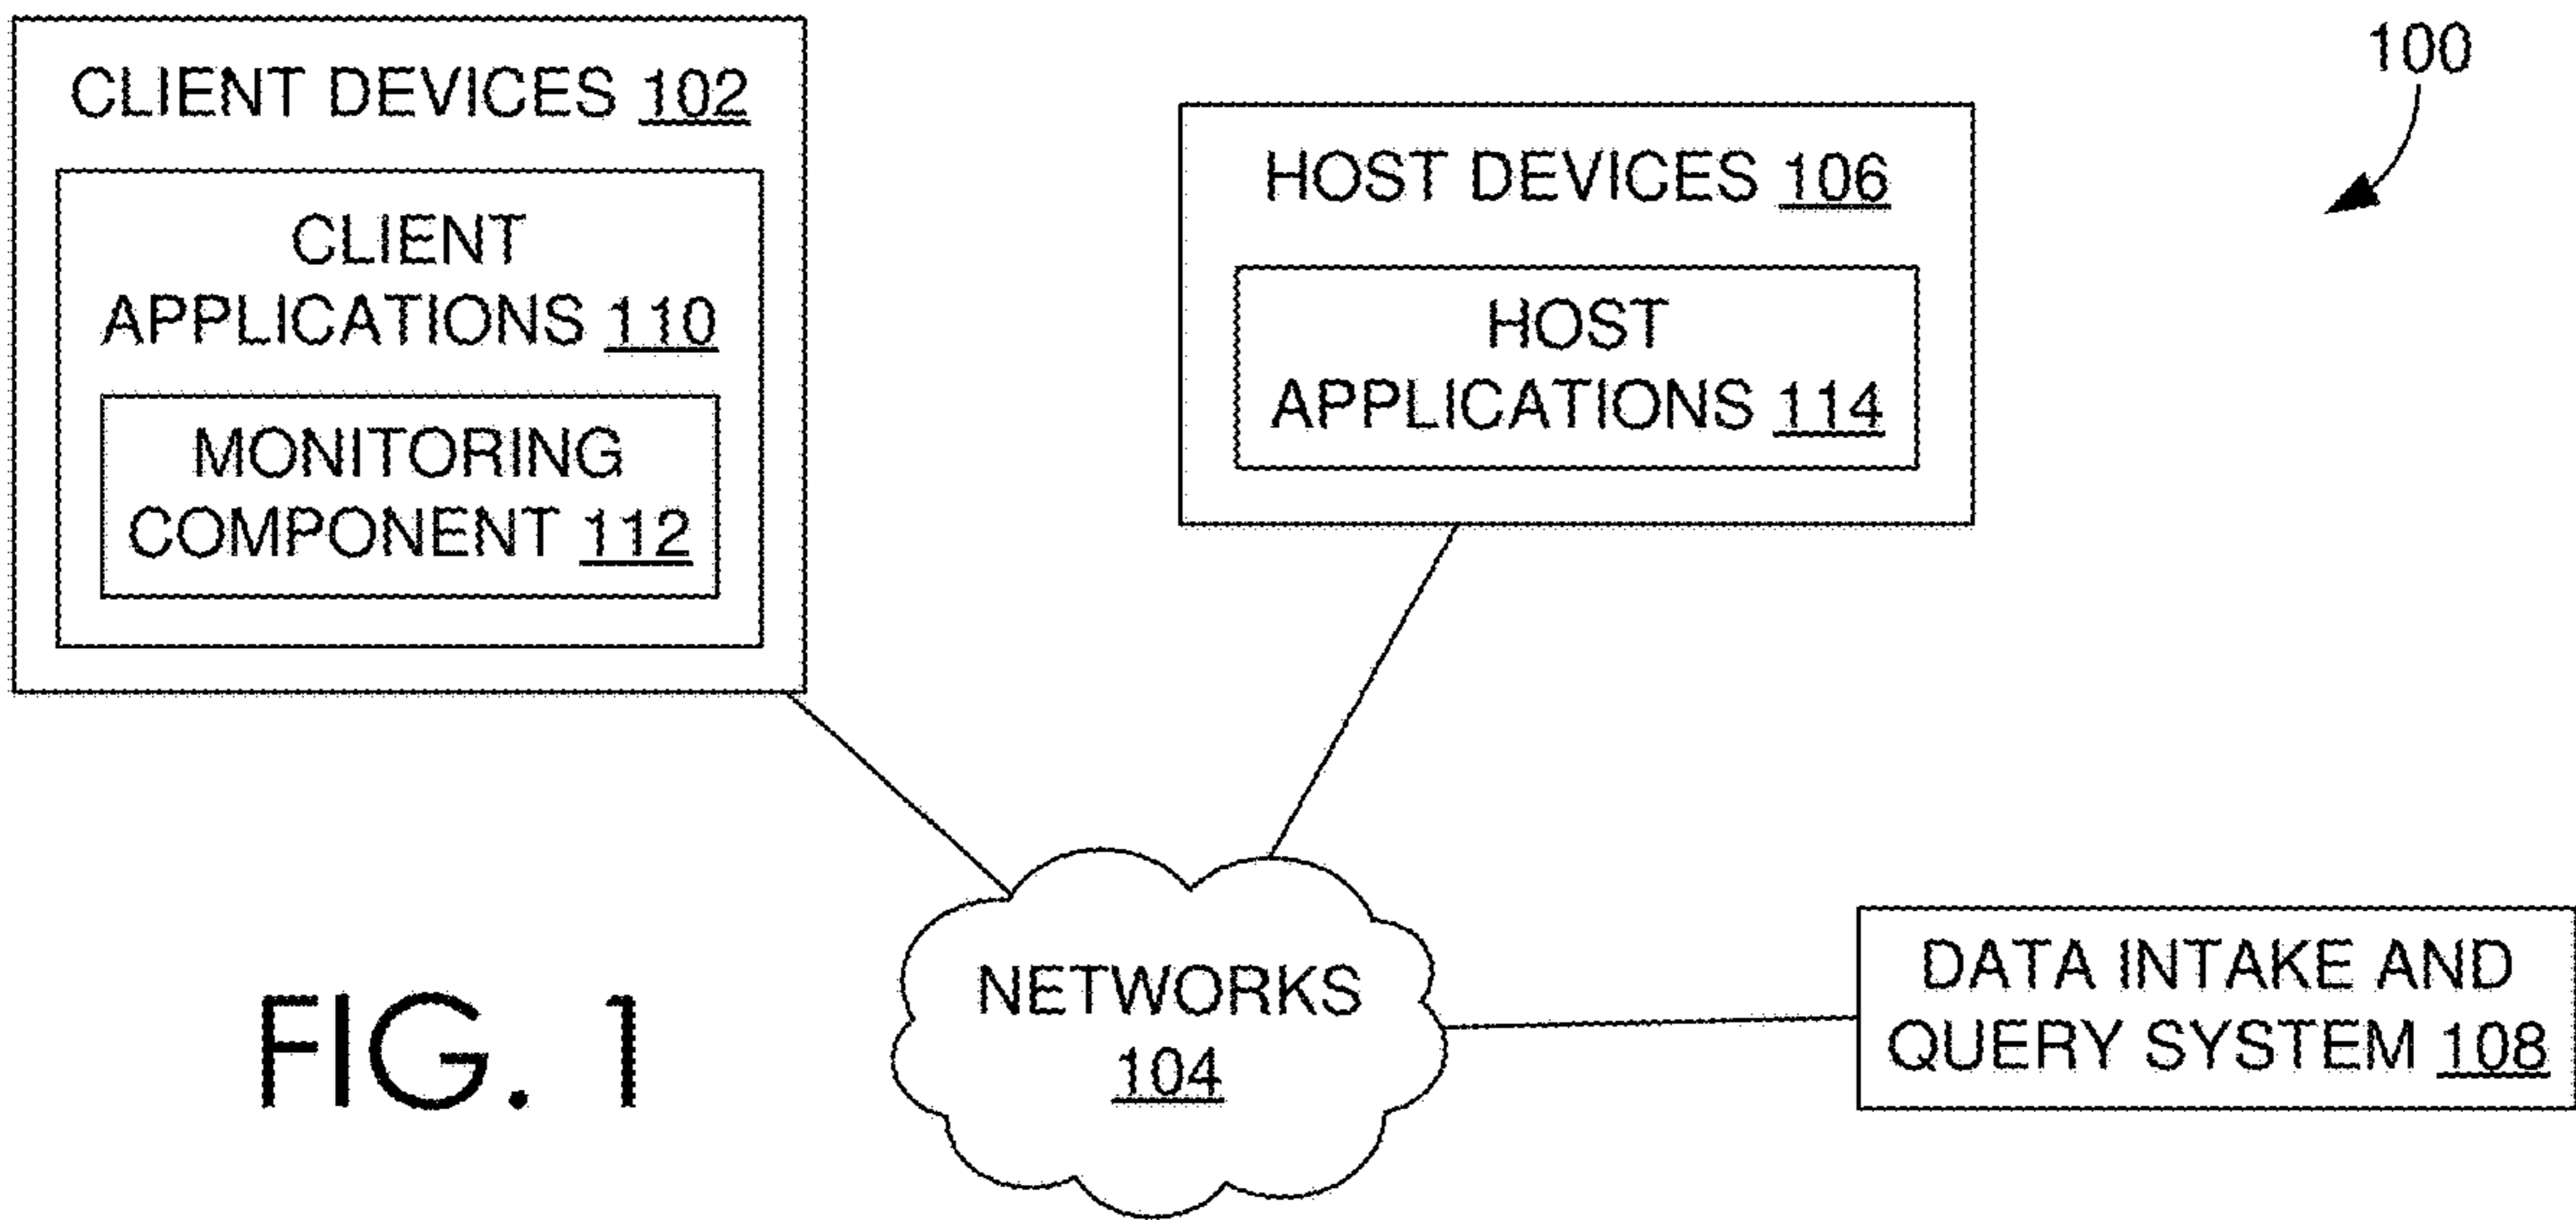 100
CLIENT DEVICES 102
CLIENT
APPLICATIONS 110
MONITORING
COMPONENT 112
HOST DEVICES 106
HOST
APPLICATIONS 114
NETWORKS
104
DATA INTAKE AND
QUERY SYSTEM 108
FIG. 1